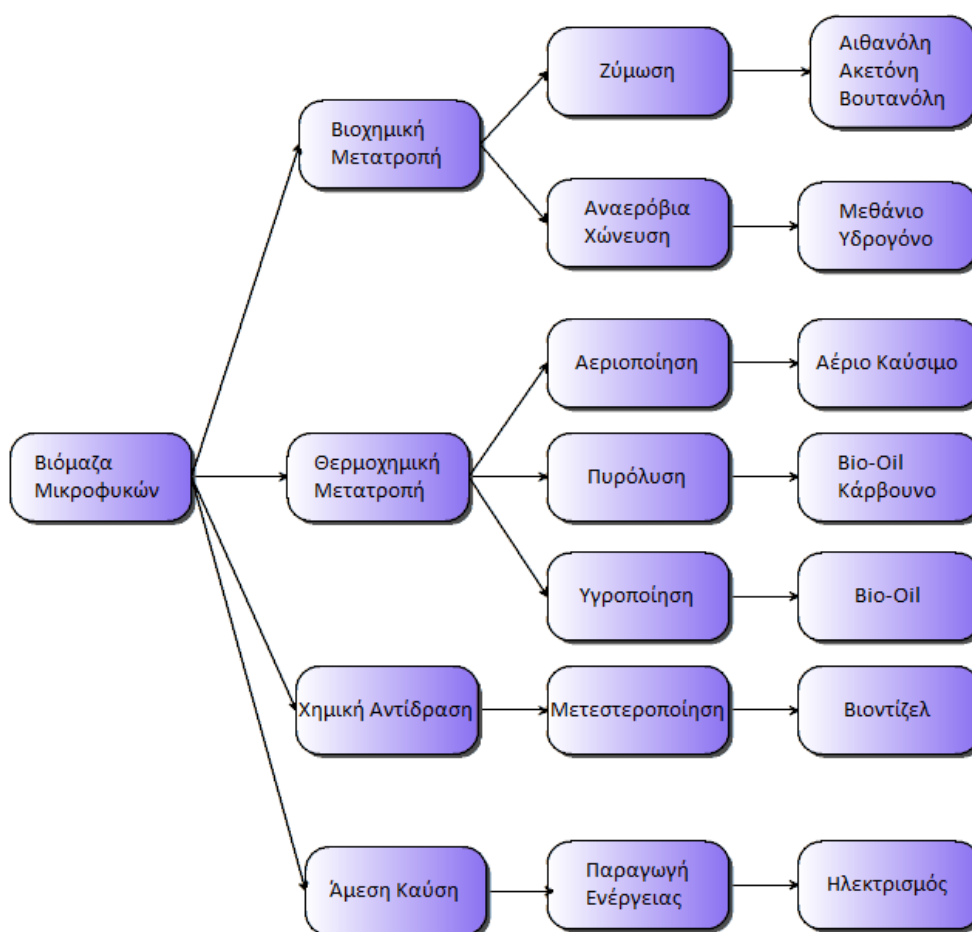 Ζύμωση
Αιθανόλη
Ακετόνη
Βουτανόλη
Βιοχημική
Μετατροπή
Αναερόβια
Χώνευση
Μεθάνιο
Υδρογόνο
Αεριοποίηση
Αέριο Καύσιμο
Βιόμαζα
Μικροφυκών
Θερμοχημική
Μετατροπή
Πυρόλυση
Bio-Oil
Κάρβουνο
Υγροποίηση
Bio-Oil
Χημική Αντίδραση
Μετεστεροποίηση
Βιοντίζελ
Άμεση Καύση
Παραγωγή
Ενέργειας
Ηλεκτρισμός